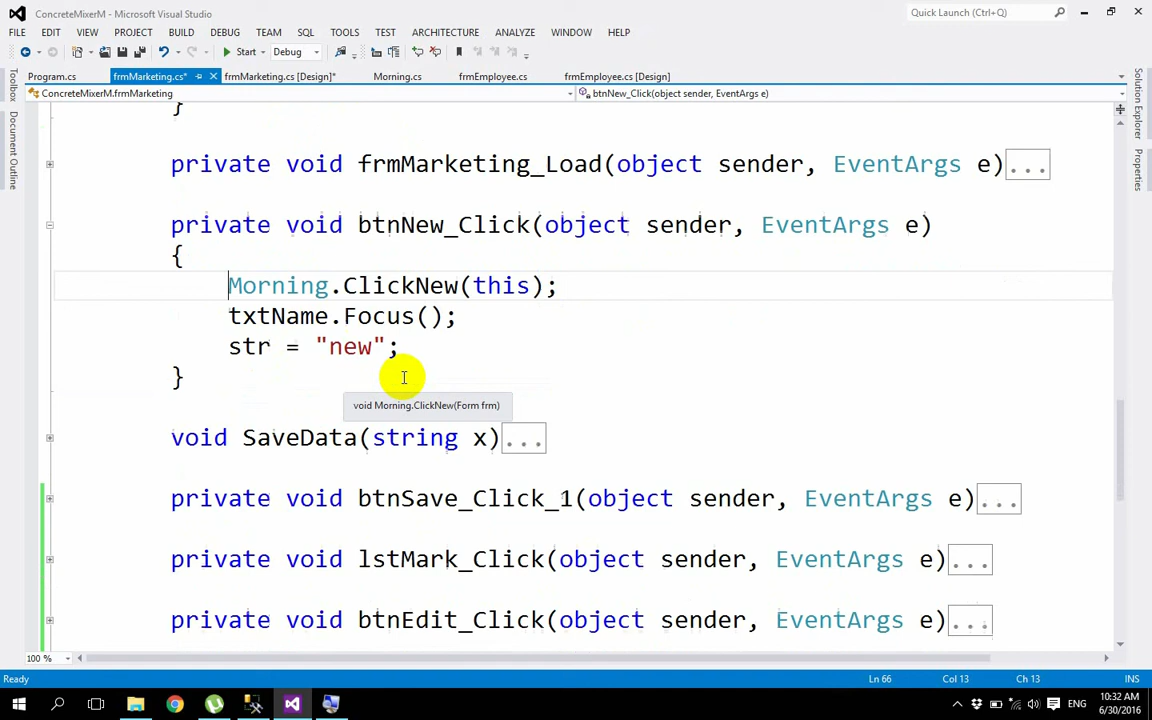 ConcreteMixerM - Microsoft Visual Studio
Quick Launch (Ctrl+Q)
FILE EDIT VIEW PROJECT BUILD DEBUG TEAM SQL TOOLS TEST ARCHITECTURE ANALYZE WINDOW HELP
Start Debug
Program.cs frmMarketing.cs* frmMarketing.cs [Design]* Morning.cs frmEmployee.cs frmEmployee.cs [Design]
ConcreteMixerM.frmMarketing btnNew_Click(object sender, EventArgs e)
Toolbox
Document Outline
Solution Explorer
Properties
}
private void frmMarketing_Load(object sender, EventArgs e)...
private void btnNew_Click(object sender, EventArgs e)
{
Morning.ClickNew(this);
txtName.Focus();
str = "new";
}
void Morning.ClickNew(Form frm)
void SaveData(string x)...
private void btnSave_Click_1(object sender, EventArgs e)...
private void lstMark_Click(object sender, EventArgs e)...
private void btnEdit_Click(object sender, EventArgs e)...
100 %
Ready Ln 66 Col 13 Ch 13 INS
ENG
10:32 AM
6/30/2016